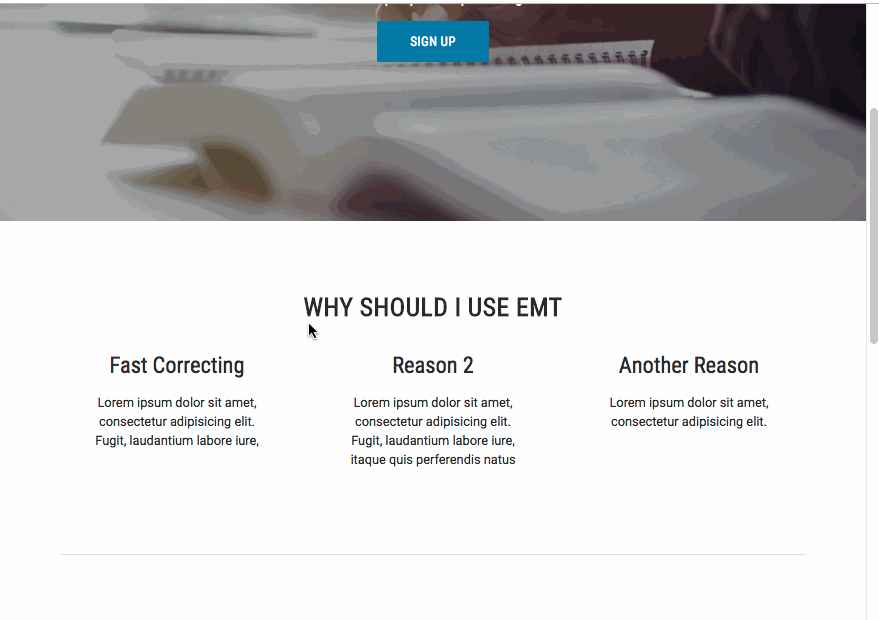 SIGN UP
WHY SHOULD I USE EMT
Fast Correcting
Lorem ipsum dolor sit amet,
consectetur adipisicing elit.
Fugit, laudantium labore iure,
Reason 2
Lorem ipsum dolor sit amet,
consectetur adipisicing elit.
Fugit, laudantium labore iure,
itaque quis perferendis natus
Another Reason
Lorem ipsum dolor sit amet,
consectetur adipisicing elit.